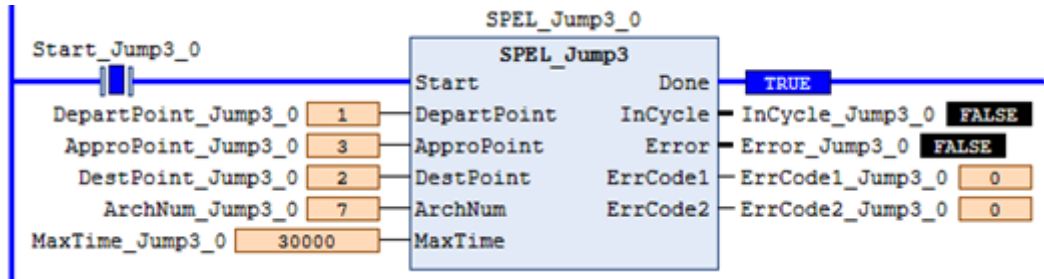 SPEL_Jump3_0
Start_Jump3_0 SPEL_Jump3
Start Done TRUE
DepartPoint_Jump3_0 1 DepartPoint InCycle InCycle_Jump3_0 FALSE
ApproPoint_Jump3_0 3 ApproPoint Error Error_Jump3_0 FALSE
DestPoint_Jump3_0 2 DestPoint ErrCode1 ErrCode1_Jump3_0 0
ArchNum_Jump3_0 7 ArchNum ErrCode2 ErrCode2_Jump3_0 0
MaxTime_Jump3_0 30000 MaxTime